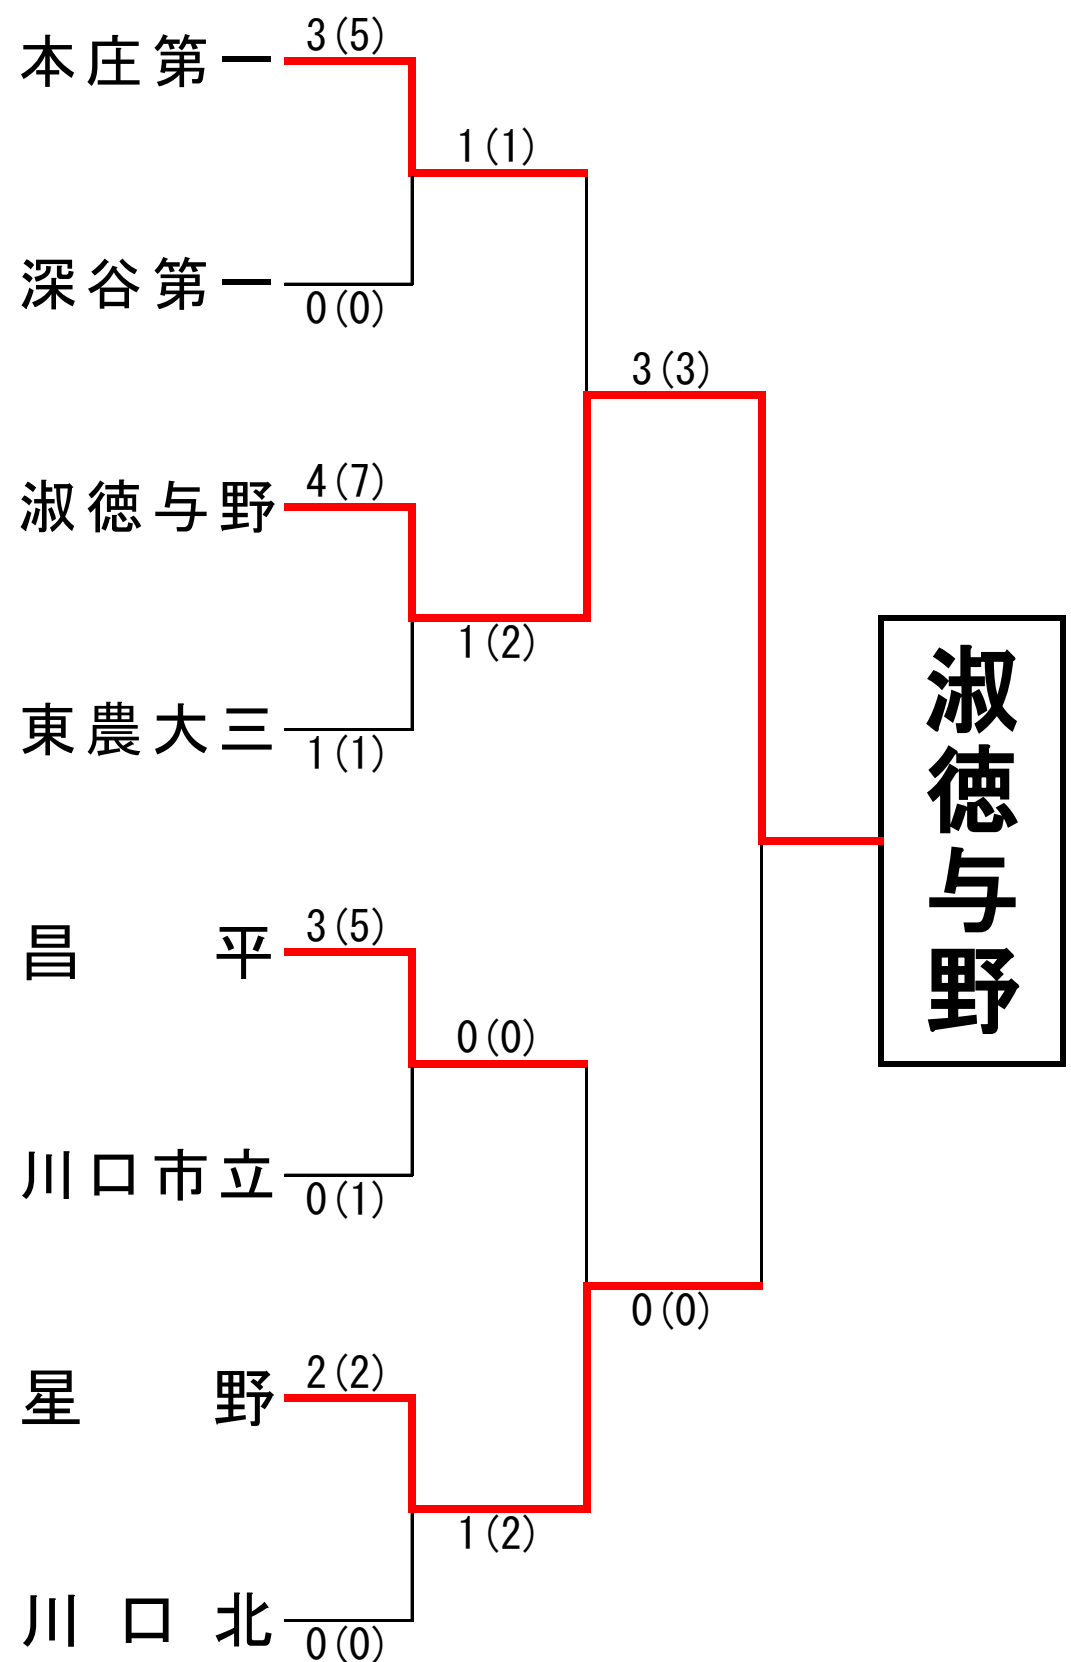 3(5)
本庄第一
1(1)
深谷第一
0(0)
3(3)
4(7)
淑徳与野
1(2)
東農大三
1(1)
淑徳与野
3(5)
昌平
0(0)
川口市立
0(1)
0(0)
2(2)
星野
1(2)
川口北
0(0)